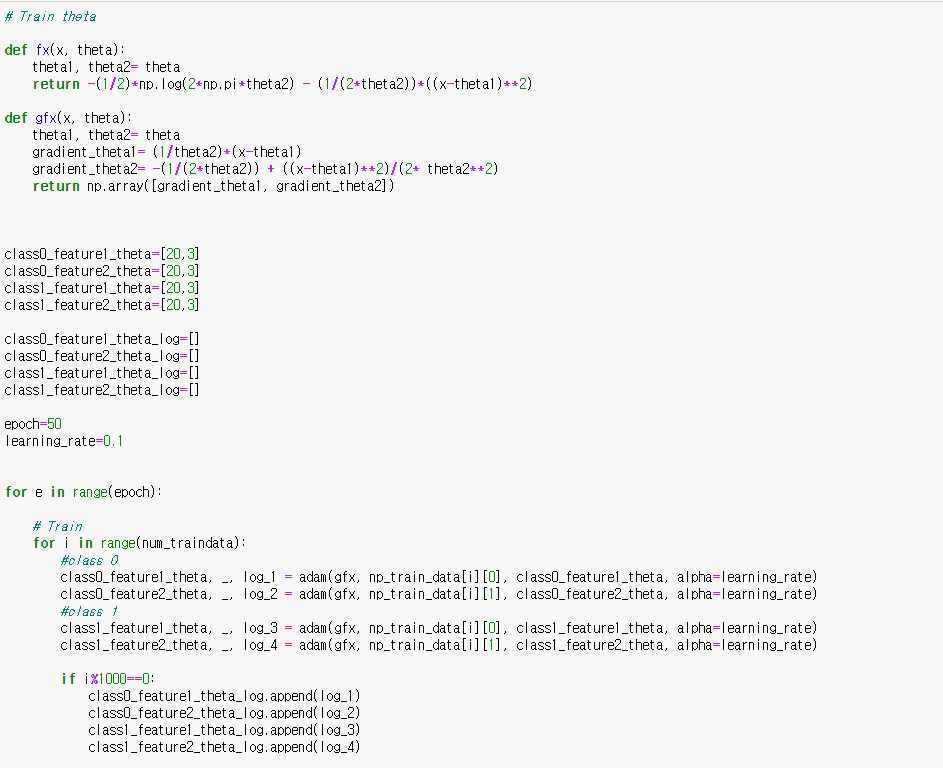 # Train theta
def fx(x, theta):
    theta1, theta2= theta
    return -(1/2)*np.log(2*np.pi*theta2) - (1/(2*theta2))*((x-theta1)**2)
def gfx(x, theta):
    theta1, theta2= theta
    gradient_theta1= (1/theta2)*(x-theta1)
    gradient_theta2= -(1/(2*theta2)) + ((x-theta1)**2)/(2* theta2**2)
    return np.array([gradient_theta1, gradient_theta2])
class0_feature1_theta=[20,3]
class0_feature2_theta=[20,3]
class1_feature1_theta=[20,3]
class1_feature2_theta=[20,3]
class0_feature1_theta_log=[]
class0_feature2_theta_log=[]
class1_feature1_theta_log=[]
class1_feature2_theta_log=[]
epoch=50
learning_rate=0.1
for e in range(epoch):
    # Train
    for i in range(num_traindata):
        #class 0
        class0_feature1_theta, _, log_1 = adam(gfx, np_train_data[i][0], class0_feature1_theta, alpha=learning_rate)
        class0_feature2_theta, _, log_2 = adam(gfx, np_train_data[i][1], class0_feature2_theta, alpha=learning_rate)
        #class 1
        class1_feature1_theta, _, log_3 = adam(gfx, np_train_data[i][0], class1_feature1_theta, alpha=learning_rate)
        class1_feature2_theta, _, log_4 = adam(gfx, np_train_data[i][1], class1_feature2_theta, alpha=learning_rate)
        if i%1000==0:
            class0_feature1_theta_log.append(log_1)
            class0_feature2_theta_log.append(log_2)
            class1_feature1_theta_log.append(log_3)
            class1_feature2_theta_log.append(log_4)